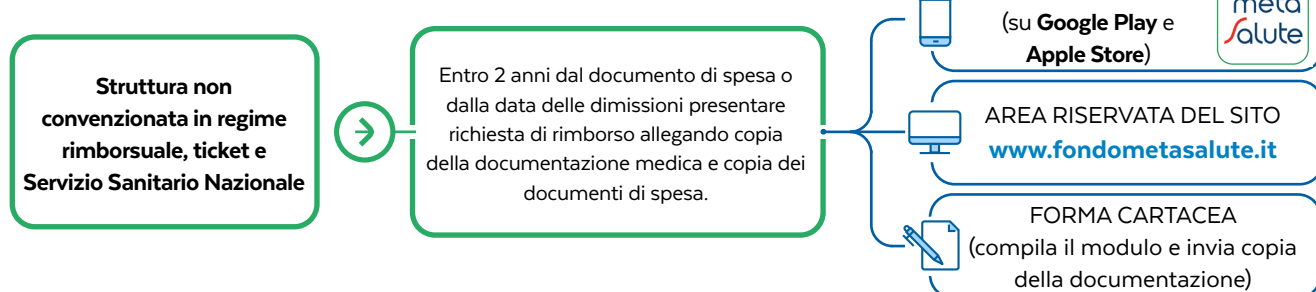 Struttura non
convenzionata in regime
rimborsuale, ticket e
Servizio Sanitario Nazionale
Entro 2 anni dal documento di spesa o
dalla data delle dimissioni presentare
richiesta di rimborso allegando copia
della documentazione medica e copia dei
documenti di spesa.
(su Google Play e
Apple Store)
meta
Salute
AREA RISERVATA DEL SITO
www.fondometasalute.it
FORMA CARTACEA
(compila il modulo e invia copia
della documentazione)